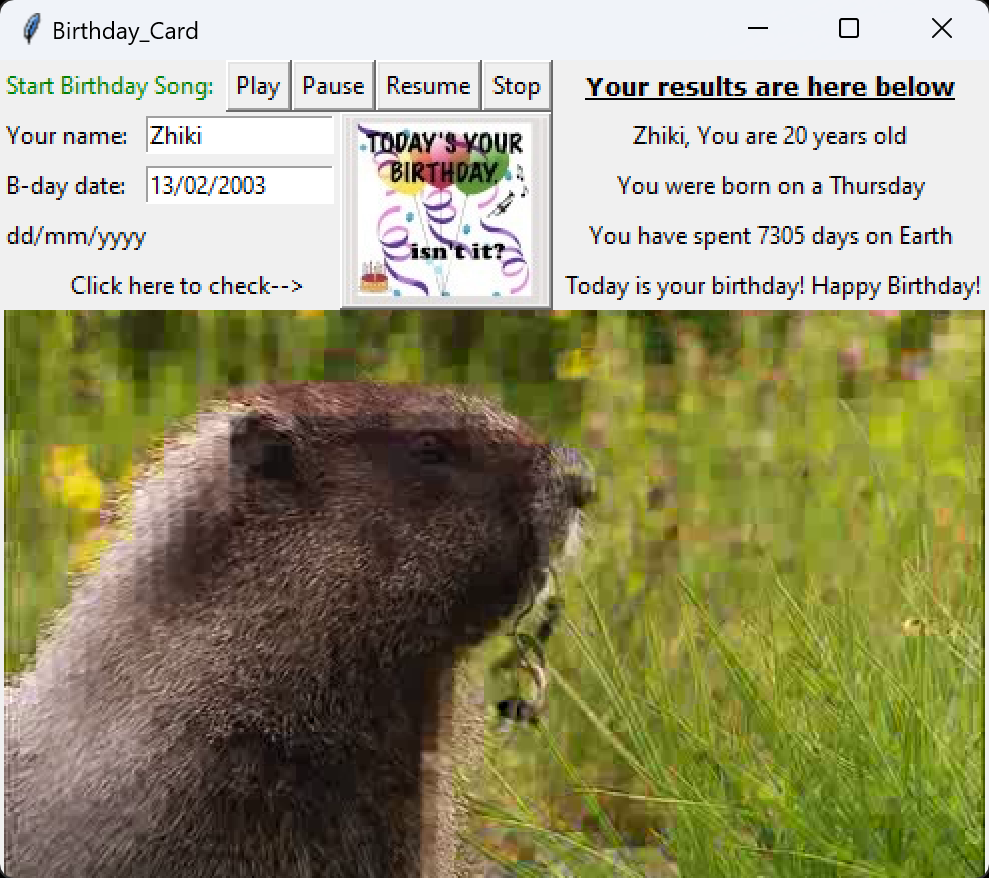 Birthday_Card
Start Birthday Song: Play Pause Resume Stop
Your results are here below
Your name: Zhiki
Zhiki, You are 20 years old
B-day date: 13/02/2003
You were born on a Thursday
dd/mm/yyyy
You have spent 7305 days on Earth
Click here to check-->
Today is your birthday! Happy Birthday!
TODAY'S YOUR
BIRTHDAY,
isn't it?